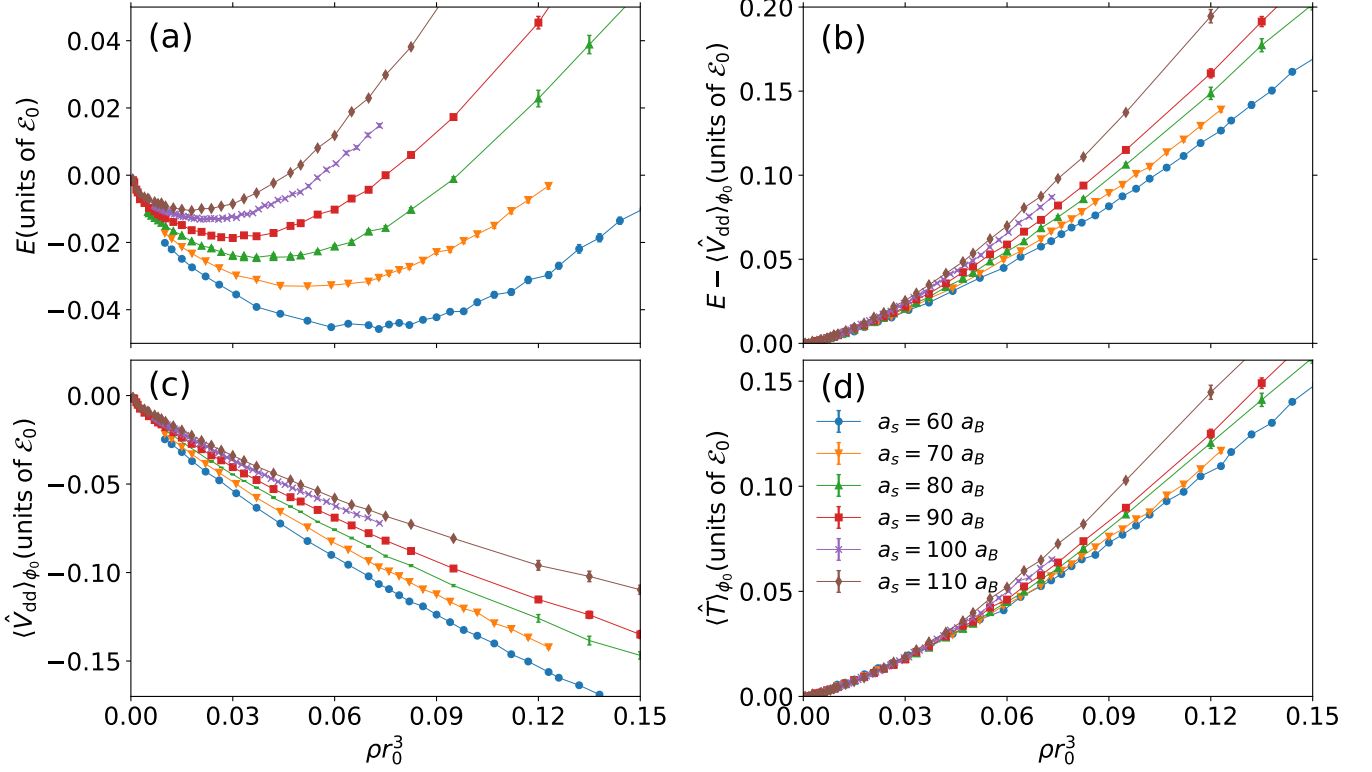 (a)
E(units of ℰ₀)
0.04
0.02
0.00
−0.02
−0.04
(b)
E − ⟨V̂dd⟩ϕ₀(units of ℰ₀)
0.20
0.15
0.10
0.05
0.00
(c)
⟨V̂dd⟩ϕ₀(units of ℰ₀)
0.00
−0.05
−0.10
−0.15
0.00 0.03 0.06 0.09 0.12 0.15
ρr₀³
(d)
⟨T̂⟩ϕ₀(units of ℰ₀)
0.15
0.10
0.05
0.00
aₛ = 60 a_B
aₛ = 70 a_B
aₛ = 80 a_B
aₛ = 90 a_B
aₛ = 100 a_B
aₛ = 110 a_B
0.00 0.03 0.06 0.09 0.12 0.15
ρr₀³